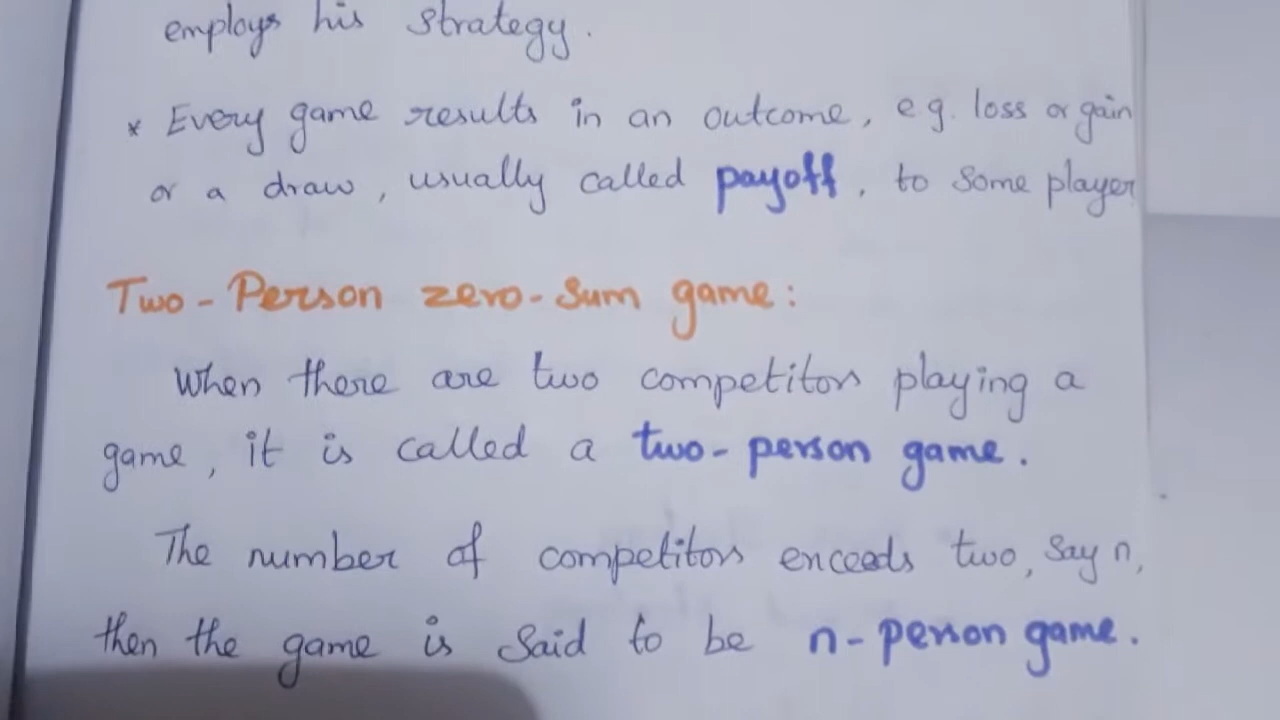 employs his strategy.
* Every game results in an outcome, e.g. loss or gain
or a draw, usually called payoff, to some player
Two-Person zero-sum game:
When there are two competitors playing a
game, it is called a two-person game.
The number of competitors exceeds two, say n,
then the game is said to be n-person game.